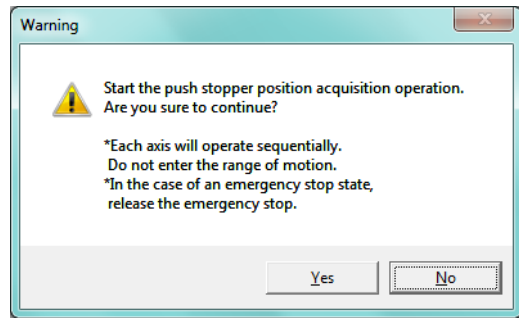 Warning
Start the push stopper position acquisition operation.
Are you sure to continue?
*Each axis will operate sequentially.
Do not enter the range of motion.
*In the case of an emergency stop state,
release the emergency stop.
Yes
No